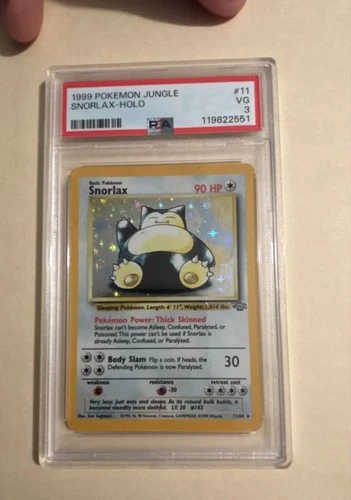 1999 POKEMON JUNGLE #11
SNORLAX-HOLO VG
3
PSA 119822551
Basic Pokémon
Snorlax 90 HP
Sleeping Pokémon. Length: 6' 11", Weight: 1,014 lbs.
Pokémon Power: Thick Skinned
Snorlax can't become Asleep, Confused, Paralyzed, or
Poisoned. This power can't be used if Snorlax is
already Asleep, Confused, or Paralyzed.
Body Slam Flip a coin. If heads, the 30
Defending Pokémon is now Paralyzed.
weakness resistance retreat cost
-30
Very lazy. Just eats and sleeps. As its rotund bulk builds, it
becomes steadily more slothful. LV. 20 #143
11/64 ★